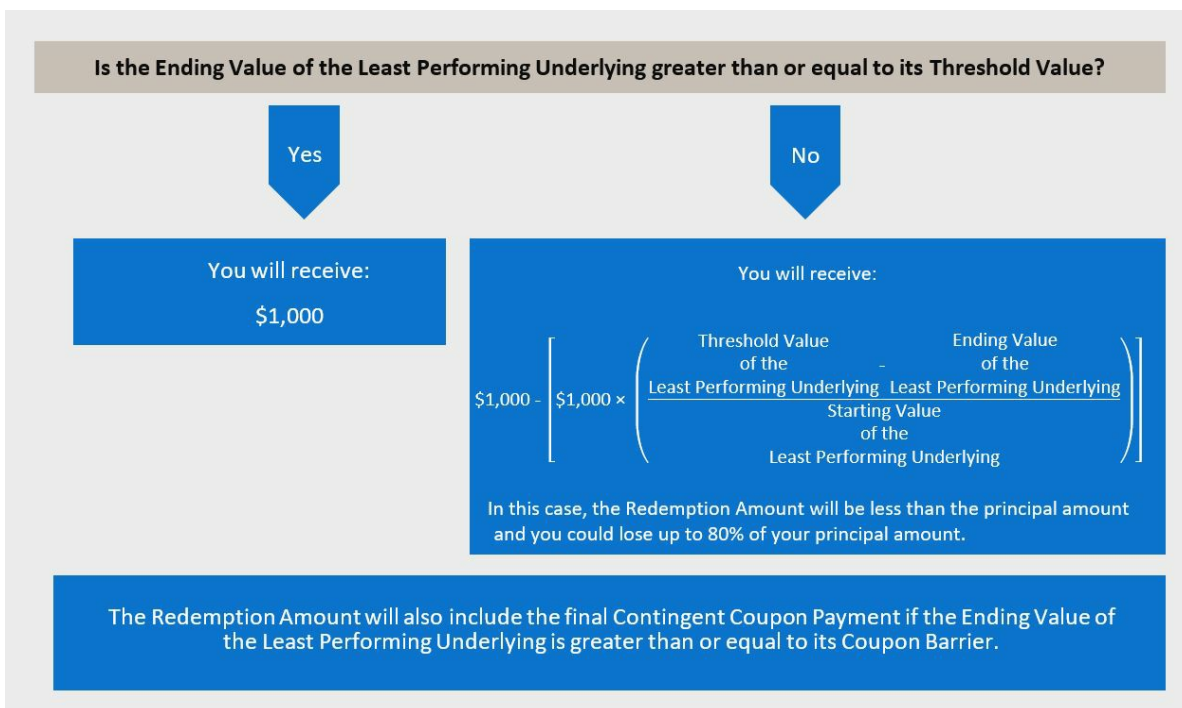 Is the Ending Value of the Least Performing Underlying greater than or equal to its Threshold Value?
Yes
No
You will receive:
$1,000
You will receive:
$1,000 - [ $1,000 × (
Threshold Value
of the
Least Performing Underlying
-
Ending Value
of the
Least Performing Underlying
Starting Value
of the
Least Performing Underlying
) ]
In this case, the Redemption Amount will be less than the principal amount
and you could lose up to 80% of your principal amount.
The Redemption Amount will also include the final Contingent Coupon Payment if the Ending Value of
the Least Performing Underlying is greater than or equal to its Coupon Barrier.